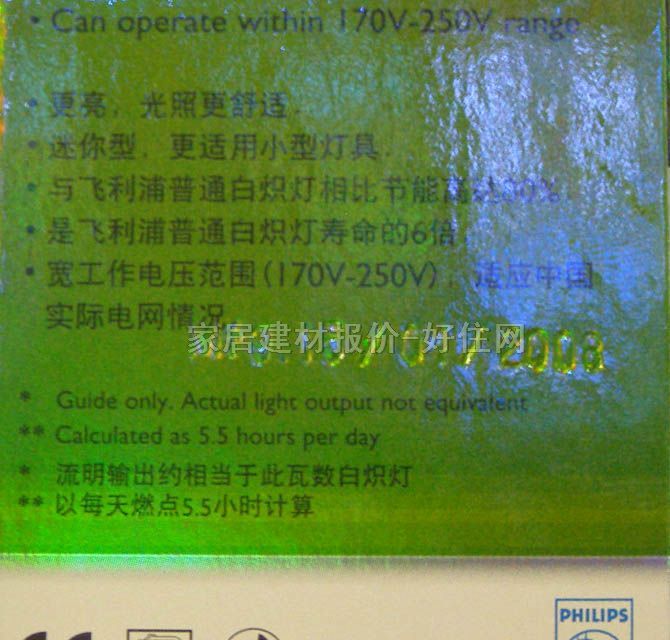 • Can operate within 170V-250V range
• 更亮，光照更舒适.
• 迷你型，更适用小型灯具.
• 与飞利浦普通白炽灯相比节能高达80%
• 是飞利浦普通白炽灯寿命的6倍
• 宽工作电压范围(170V-250V)，适应中国
实际电网情况
家居建材报价-好住网
2008
* Guide only. Actual light output not equivalent
** Calculated as 5.5 hours per day
* 流明输出约相当于此瓦数白炽灯
** 以每天燃点5.5小时计算
PHILIPS